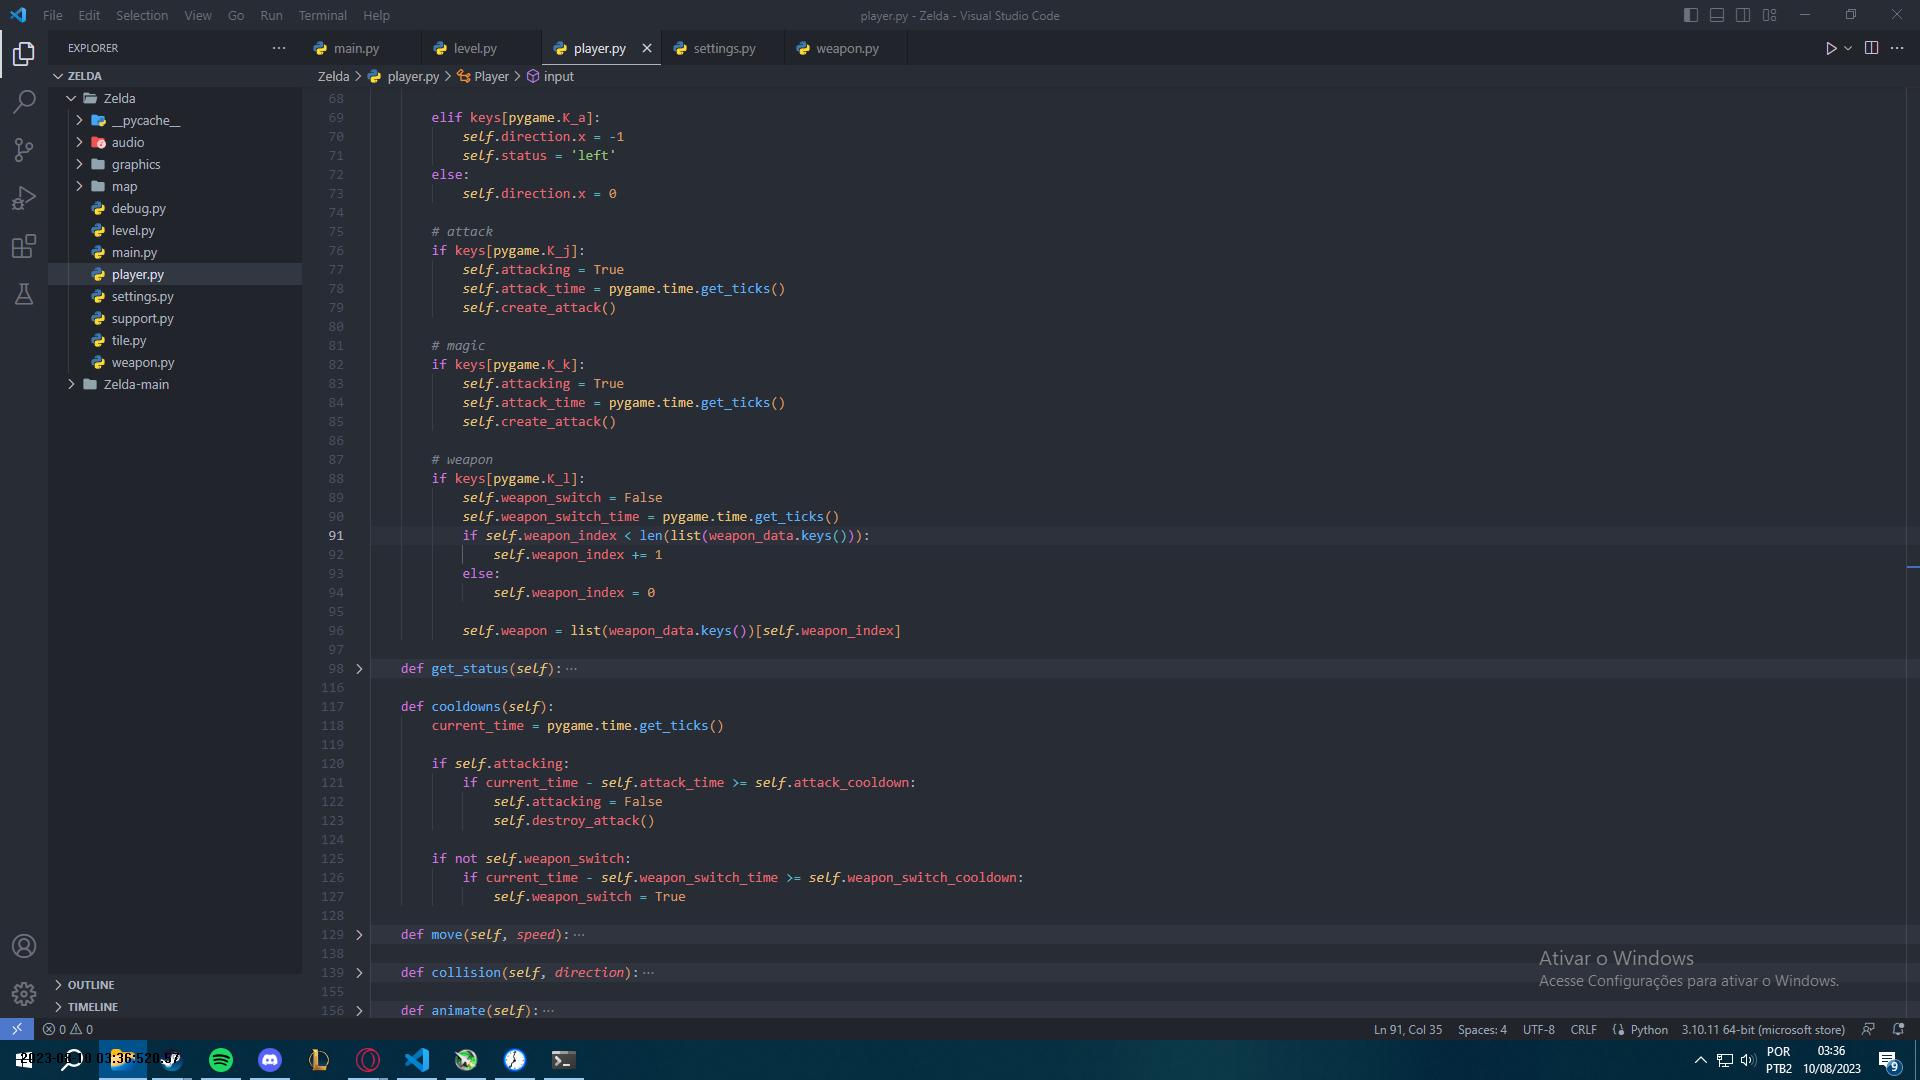 File Edit Selection View Go Run Terminal Help
player.py - Zelda - Visual Studio Code
EXPLORER
main.py
level.py
player.py
settings.py
weapon.py
ZELDA
Zelda
__pycache__
audio
graphics
map
debug.py
level.py
main.py
player.py
settings.py
support.py
tile.py
weapon.py
Zelda-main
OUTLINE
TIMELINE
Zelda > player.py > Player > input
68
69 elif keys[pygame.K_a]:
70 self.direction.x = -1
71 self.status = 'left'
72 else:
73 self.direction.x = 0
74
75 # attack
76 if keys[pygame.K_j]:
77 self.attacking = True
78 self.attack_time = pygame.time.get_ticks()
79 self.create_attack()
80
81 # magic
82 if keys[pygame.K_k]:
83 self.attacking = True
84 self.attack_time = pygame.time.get_ticks()
85 self.create_attack()
86
87 # weapon
88 if keys[pygame.K_l]:
89 self.weapon_switch = False
90 self.weapon_switch_time = pygame.time.get_ticks()
91 if self.weapon_index < len(list(weapon_data.keys())):
92 self.weapon_index += 1
93 else:
94 self.weapon_index = 0
95
96 self.weapon = list(weapon_data.keys())[self.weapon_index]
97
98 def get_status(self): ...
116
117 def cooldowns(self):
118 current_time = pygame.time.get_ticks()
119
120 if self.attacking:
121 if current_time - self.attack_time >= self.attack_cooldown:
122 self.attacking = False
123 self.destroy_attack()
124
125 if not self.weapon_switch:
126 if current_time - self.weapon_switch_time >= self.weapon_switch_cooldown:
127 self.weapon_switch = True
128
129 def move(self, speed): ...
138
139 def collision(self, direction): ...
155
156 def animate(self): ...
Ativar o Windows
Acesse Configurações para ativar o Windows.
0 0
Ln 91, Col 35 Spaces: 4 UTF-8 CRLF Python 3.10.11 64-bit (microsoft store)
POR
PTB2
03:36
10/08/2023
9